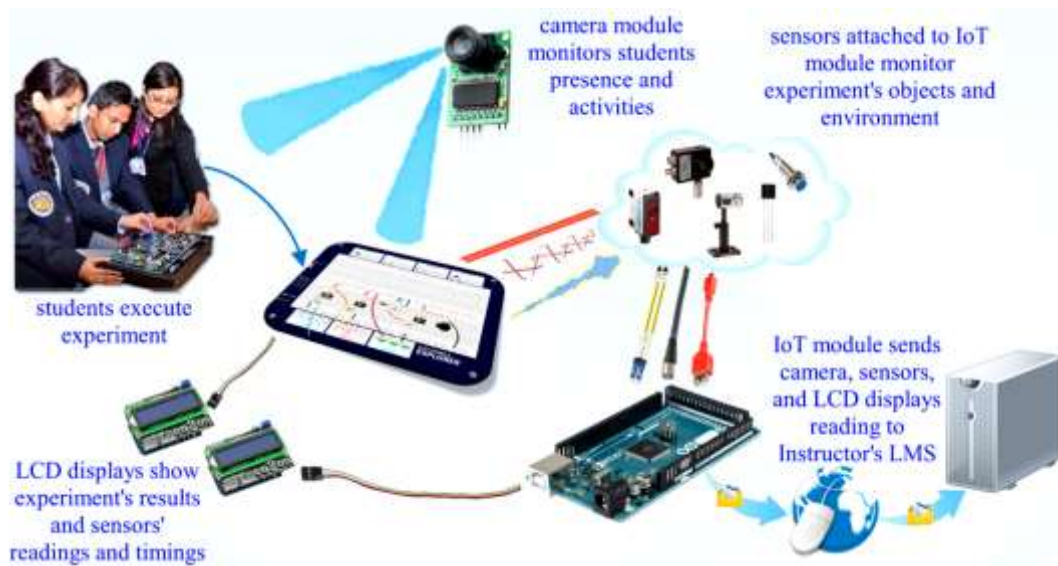 camera module
monitors students
presence and
activities
sensors attached to IoT
module monitor
experiment's objects and
environment
students execute
experiment
EXPLORER
IoT module sends
camera, sensors,
and LCD displays
reading to
Instructor's LMS
LCD displays show
experiment's results
and sensors'
readings and timings